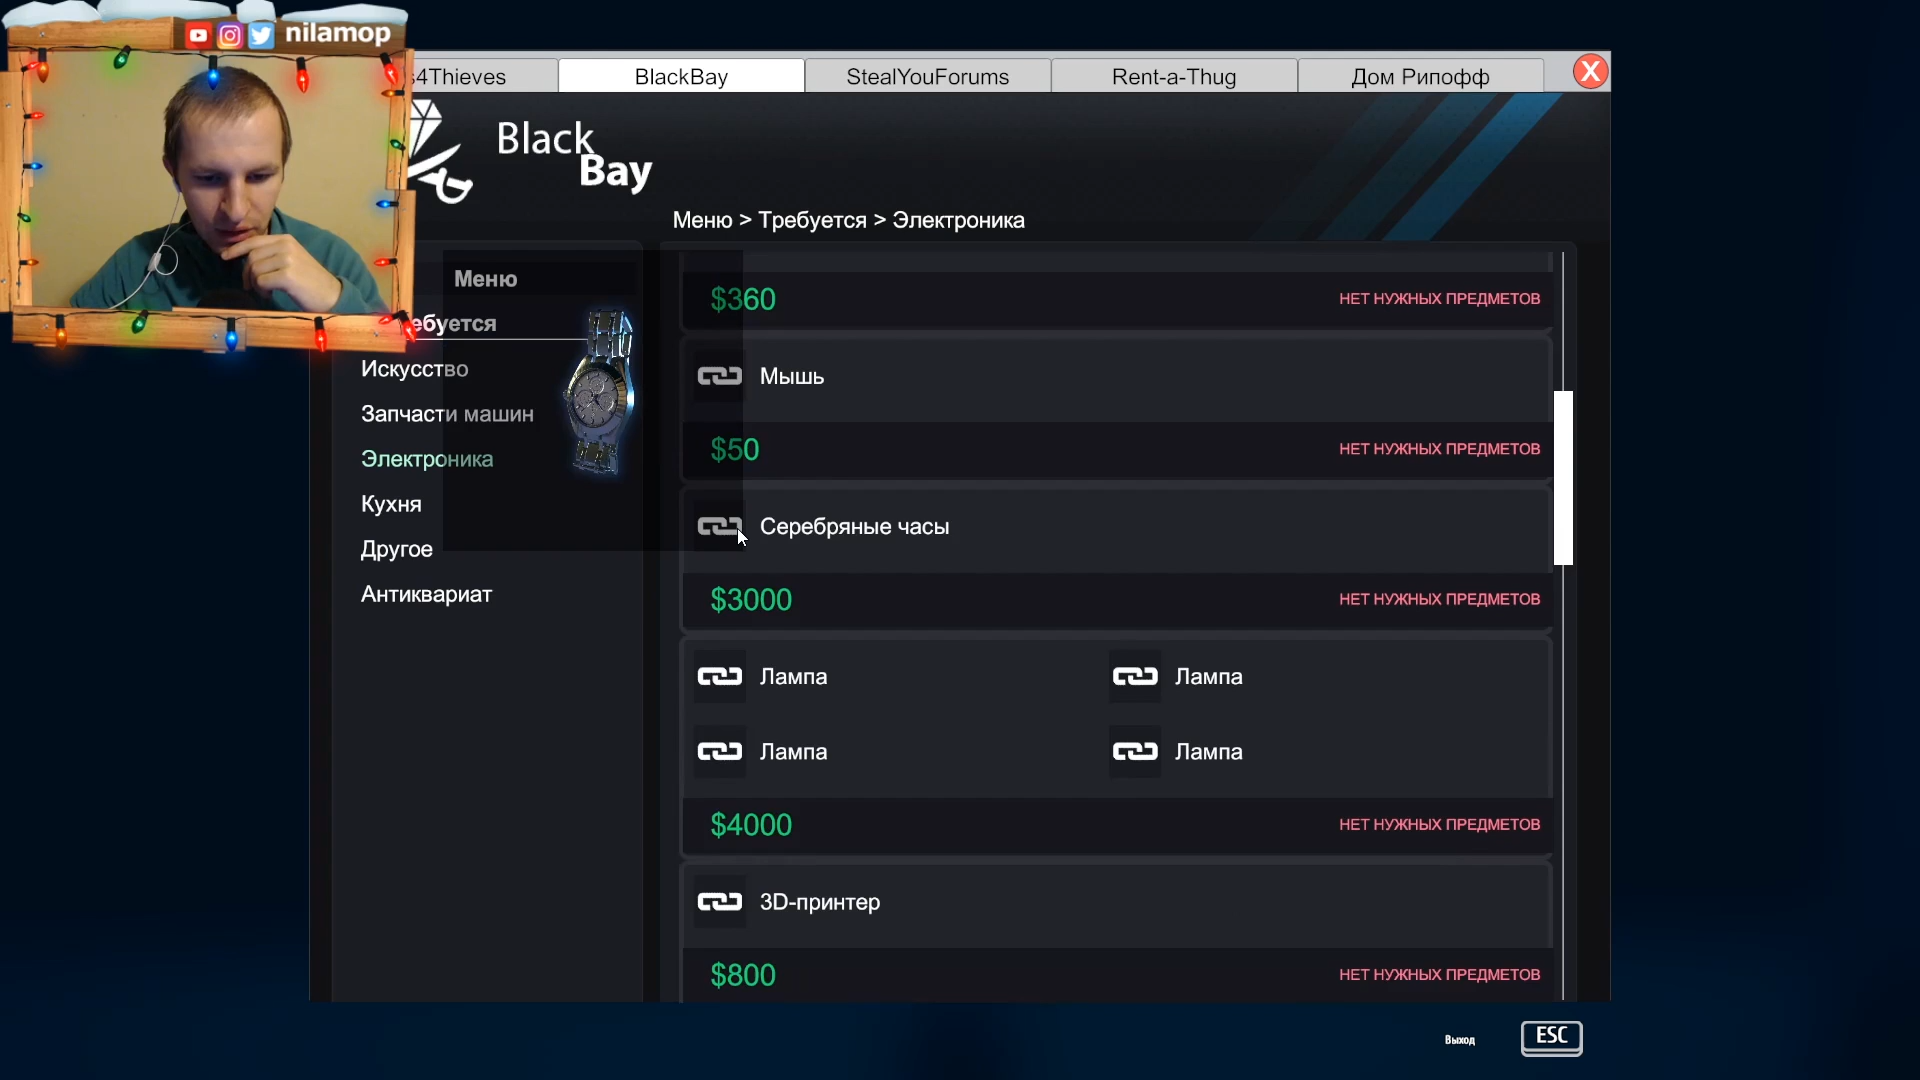 nilamop
s4Thieves
BlackBay
StealYouForums
Rent-a-Thug
Дом Рипофф
X
Black
Bay
Меню > Требуется > Электроника
Меню
ебуется
Искусство
Запчасти машин
Электроника
Кухня
Другое
Антиквариат
$360
НЕТ НУЖНЫХ ПРЕДМЕТОВ
Мышь
$50
НЕТ НУЖНЫХ ПРЕДМЕТОВ
Серебряные часы
$3000
НЕТ НУЖНЫХ ПРЕДМЕТОВ
Лампа
Лампа
Лампа
Лампа
$4000
НЕТ НУЖНЫХ ПРЕДМЕТОВ
3D-принтер
$800
НЕТ НУЖНЫХ ПРЕДМЕТОВ
Выход
ESC